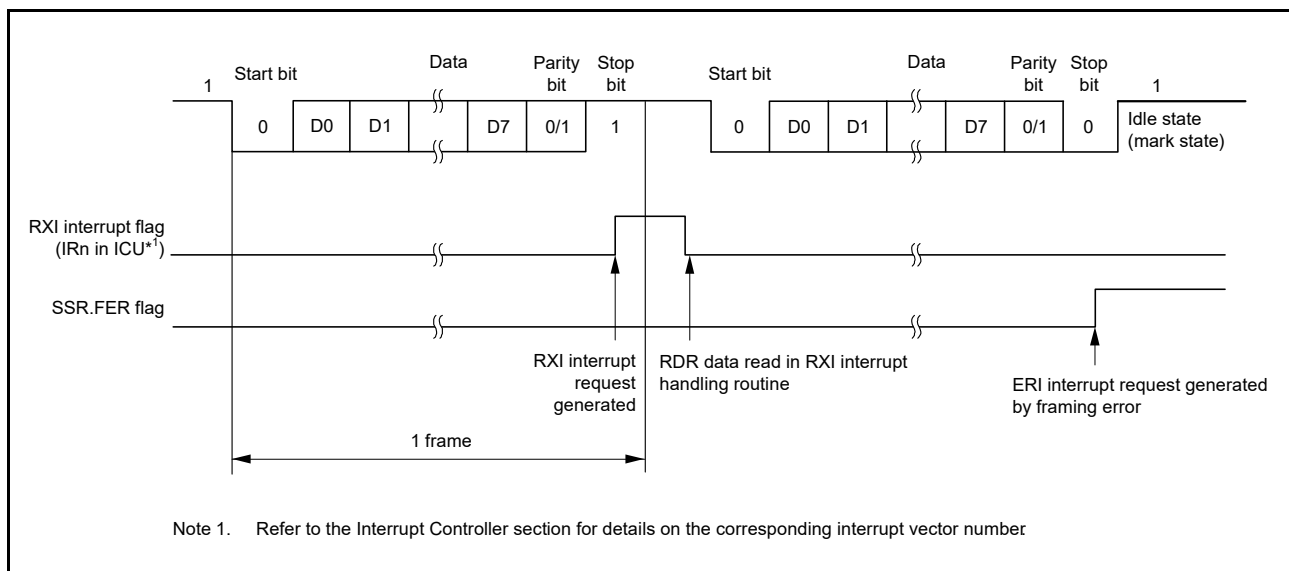 1
Start bit
Data
Parity
bit
Stop
bit
Start bit
Data
Parity
bit
Stop
bit
1
0 D0 D1 D7 0/1 1 0 D0 D1 D7 0/1 0
Idle state
(mark state)
RXI interrupt flag
(IRn in ICU*1)
SSR.FER flag
RXI interrupt
request
generated
RDR data read in RXI interrupt
handling routine
ERI interrupt request generated
by framing error
1 frame
Note 1. Refer to the Interrupt Controller section for details on the corresponding interrupt vector number